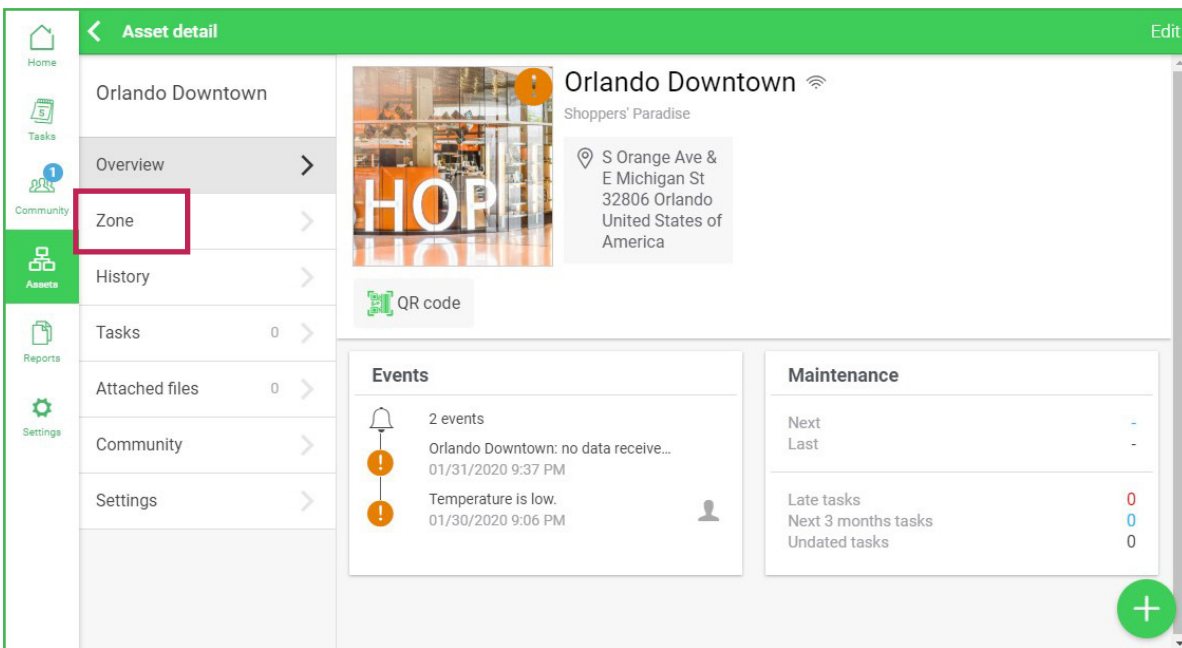 Asset detail
Edit
Home
5
Tasks
1
Community
Assets
Reports
Settings
Orlando Downtown
Overview
Zone
History
Tasks 0
Attached files 0
Community
Settings
SHOP
Orlando Downtown
Shoppers' Paradise
S Orange Ave &
E Michigan St
32806 Orlando
United States of
America
QR code
Events
2 events
Orlando Downtown: no data receive...
01/31/2020 9:37 PM
Temperature is low.
01/30/2020 9:06 PM
Maintenance
Next -
Last -
Late tasks 0
Next 3 months tasks 0
Undated tasks 0